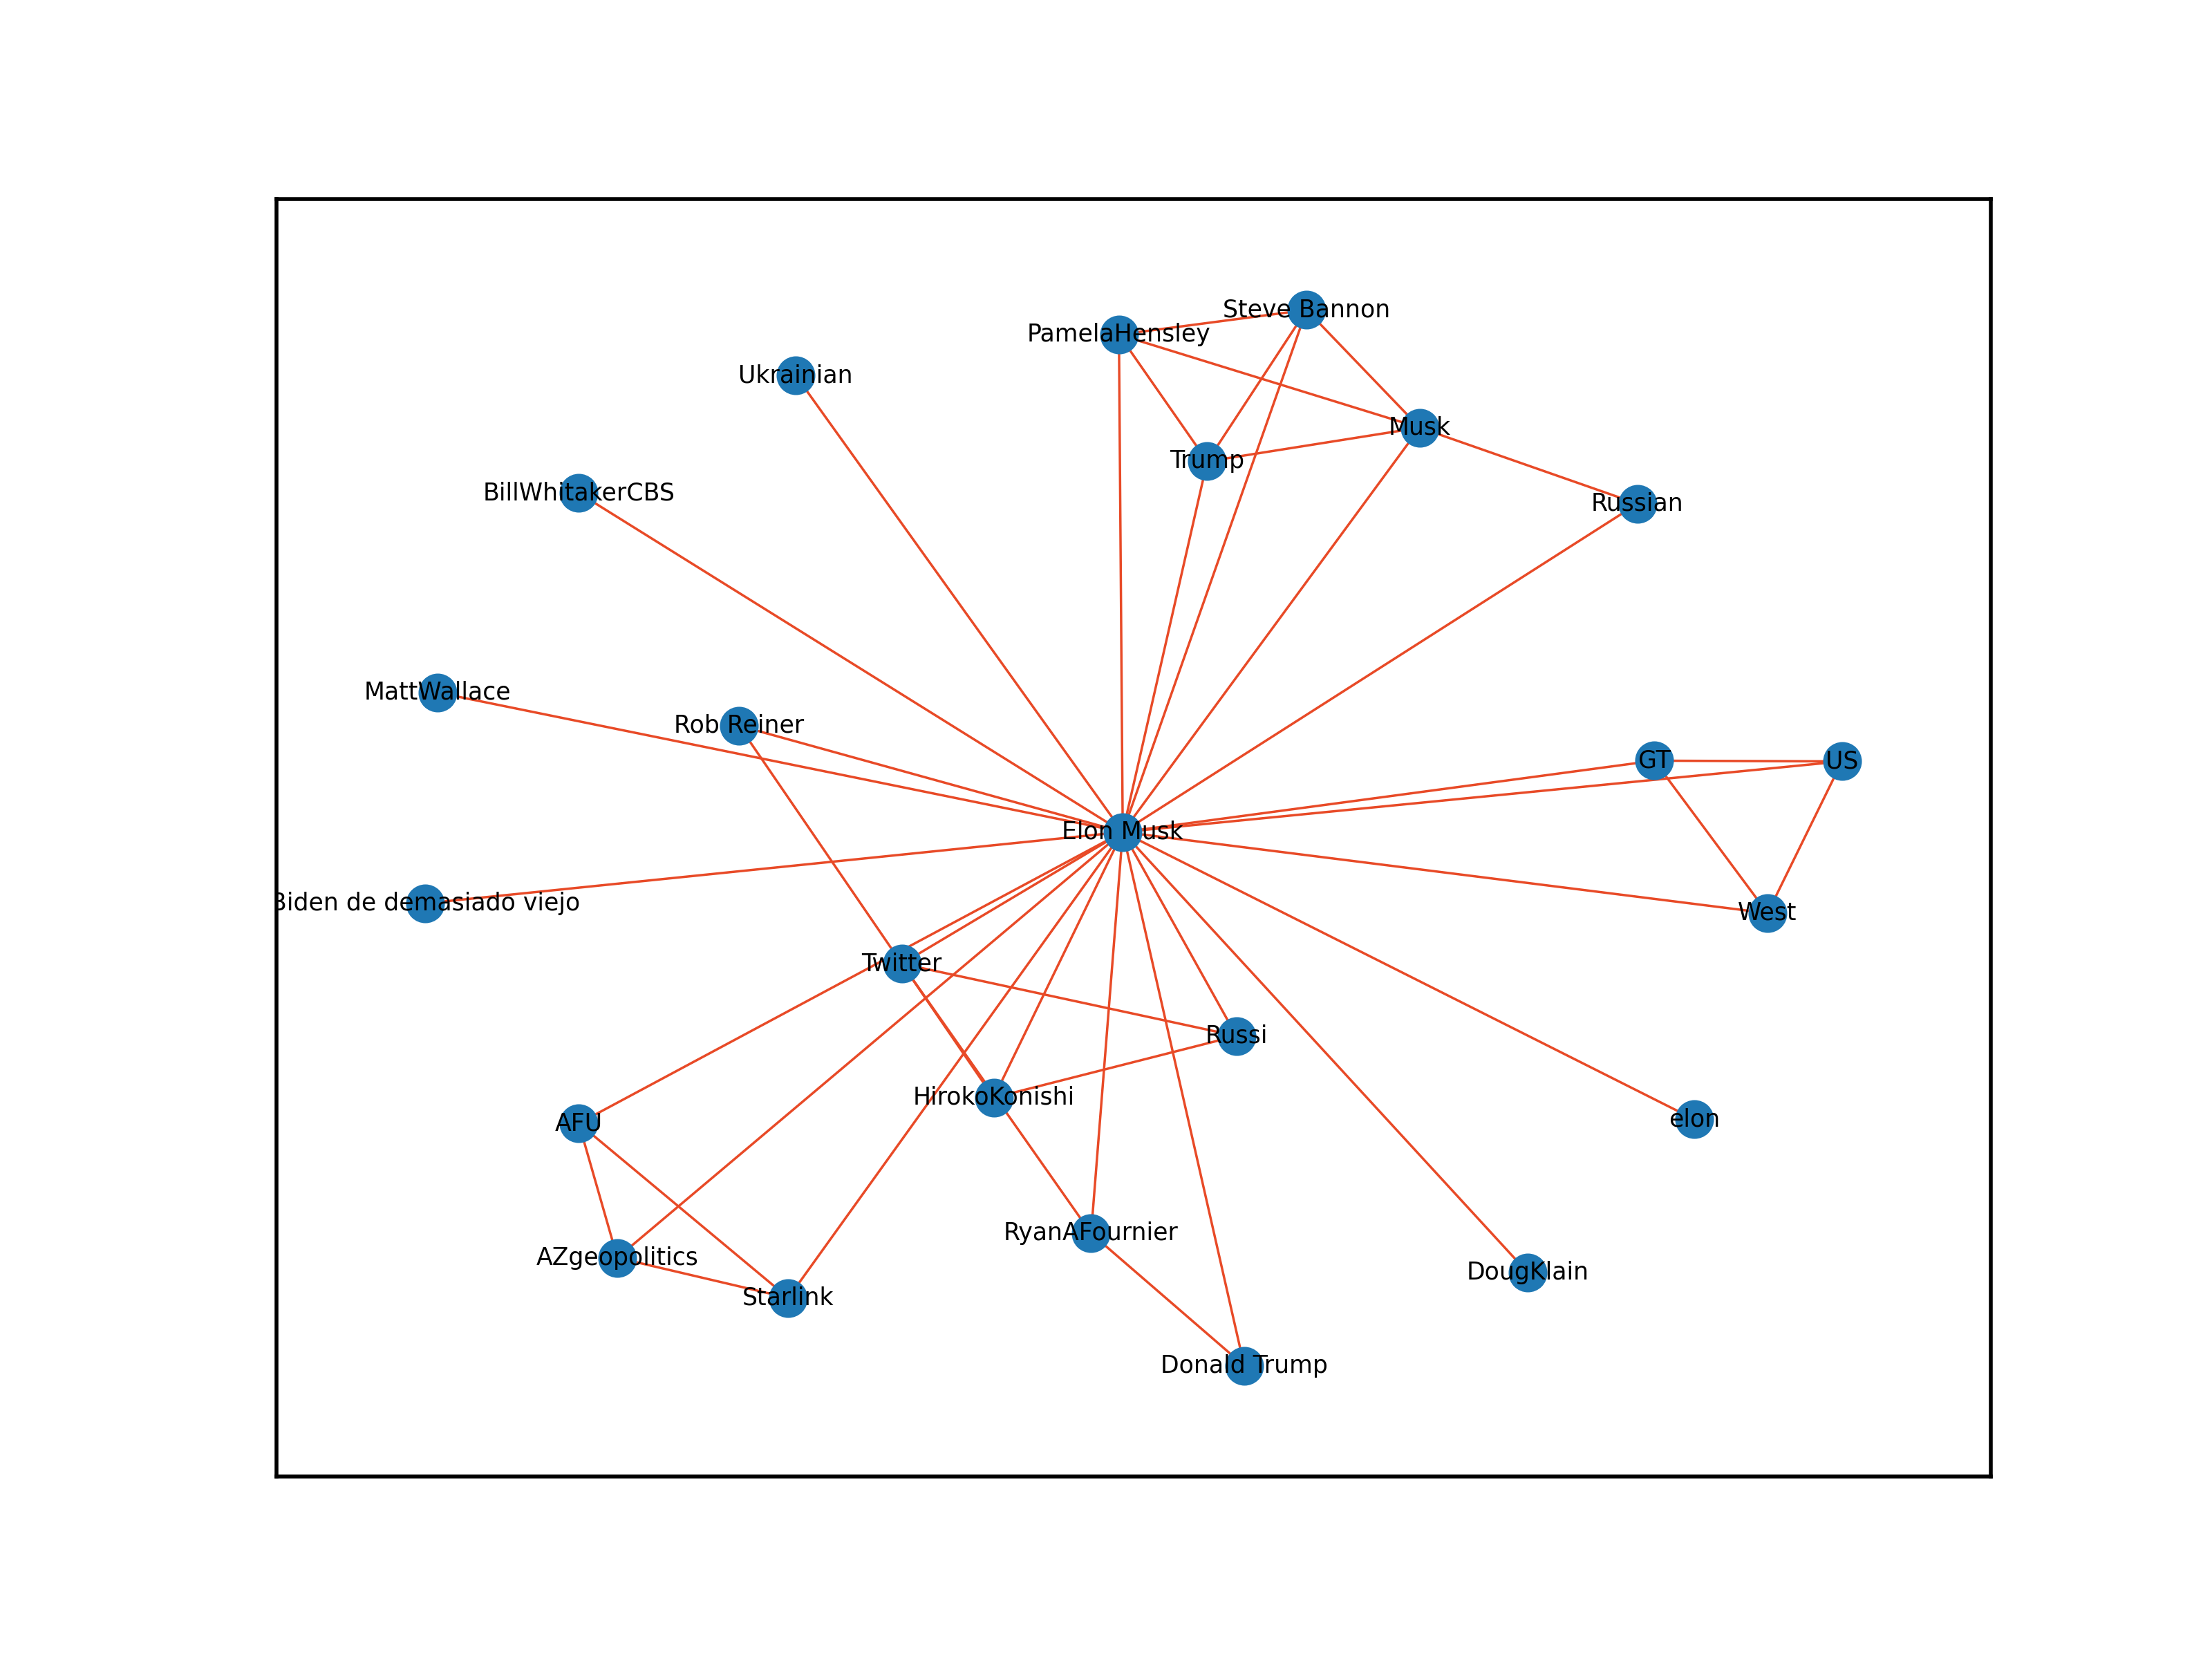 Steve Bannon
PamelaHensley
Ukrainian
Musk
Trump
BillWhitakerCBS
Russian
MattWallace
Rob Reiner
GT
US
Elon Musk
Biden de demasiado viejo
West
Twitter
Russi
HirokoKonishi
elon
AFU
RyanAFournier
AZgeopolitics
DougKlain
Starlink
Donald Trump